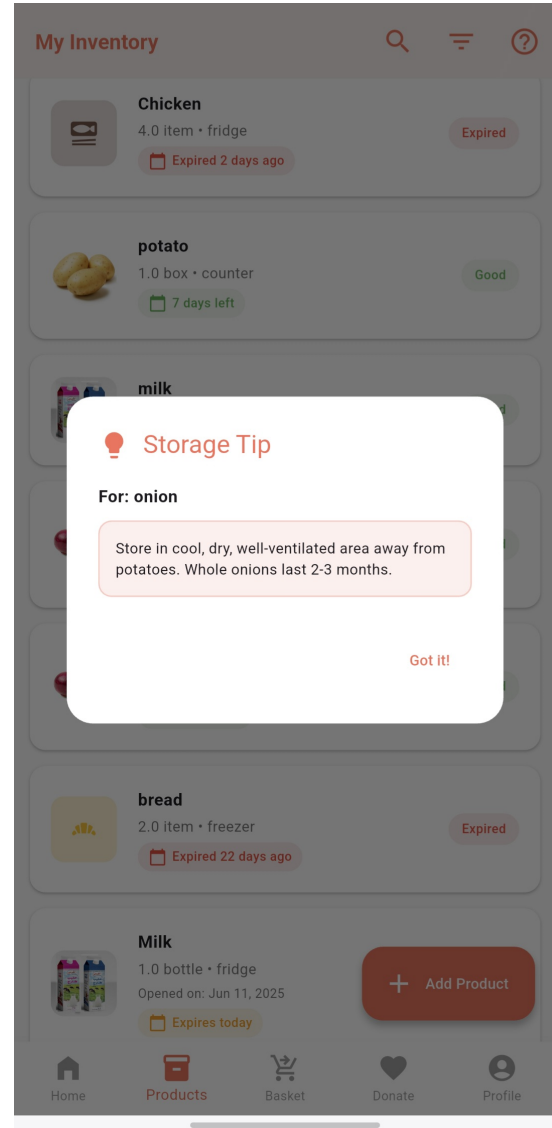 My Inventory
Chicken
4.0 item • fridge
Expired
Expired 2 days ago
potato
1.0 box • counter
Good
7 days left
milk
Storage Tip
For: onion
Store in cool, dry, well-ventilated area away from
potatoes. Whole onions last 2-3 months.
Got it!
bread
2.0 item • freezer
Expired
Expired 22 days ago
Milk
1.0 bottle • fridge
Opened on: Jun 11, 2025
Add Product
Expires today
Home
Products
Basket
Donate
Profile